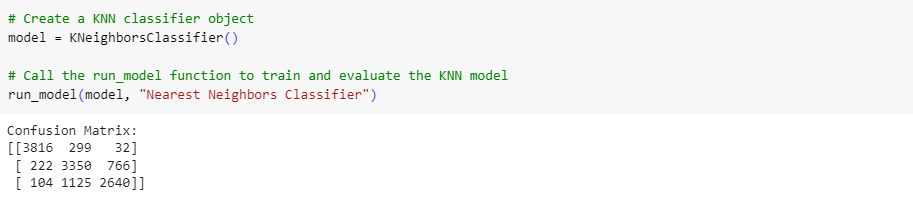 # Create a KNN classifier object
model = KNeighborsClassifier()
# Call the run_model function to train and evaluate the KNN model
run_model(model, "Nearest Neighbors Classifier")
Confusion Matrix:
[[3816  299   32]
 [ 222 3350  766]
 [ 104 1125 2640]]